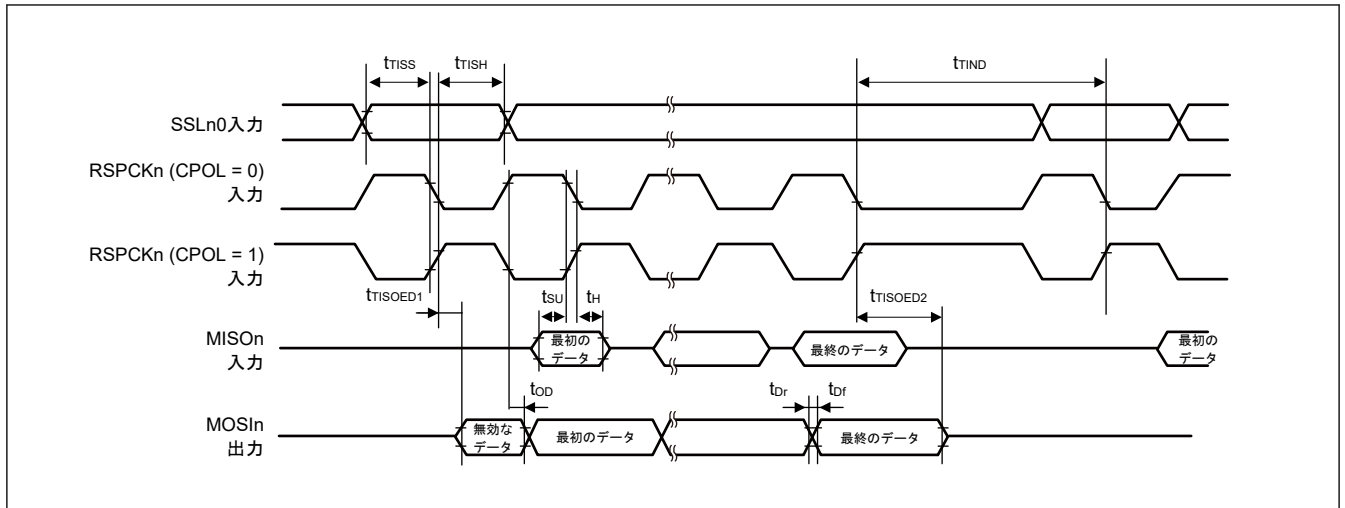 tTISS
tTISH
tTIND
SSLn0入力
RSPCKn (CPOL = 0)
入力
RSPCKn (CPOL = 1)
入力
tTISOED1
tSU
tH
tTISOED2
MISOn
入力
最初の
データ
最終のデータ
最初の
データ
tOD
tDr
tDf
MOSIn
出力
無効な
データ
最初のデータ
最終のデータ